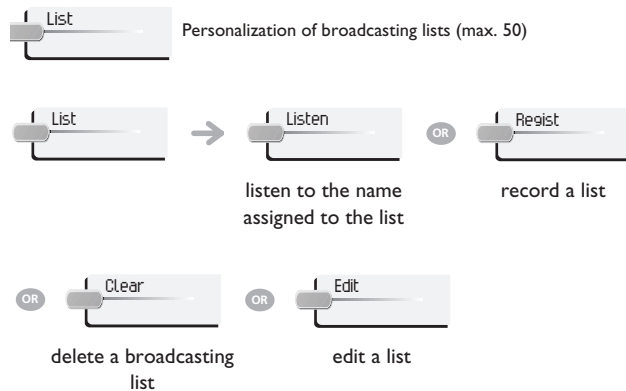 List
Personalization of broadcasting lists (max. 50)
List
Listen
OR
Regist
listen to the name
assigned to the list
record a list
OR
Clear
OR
Edit
delete a broadcasting
list
edit a list